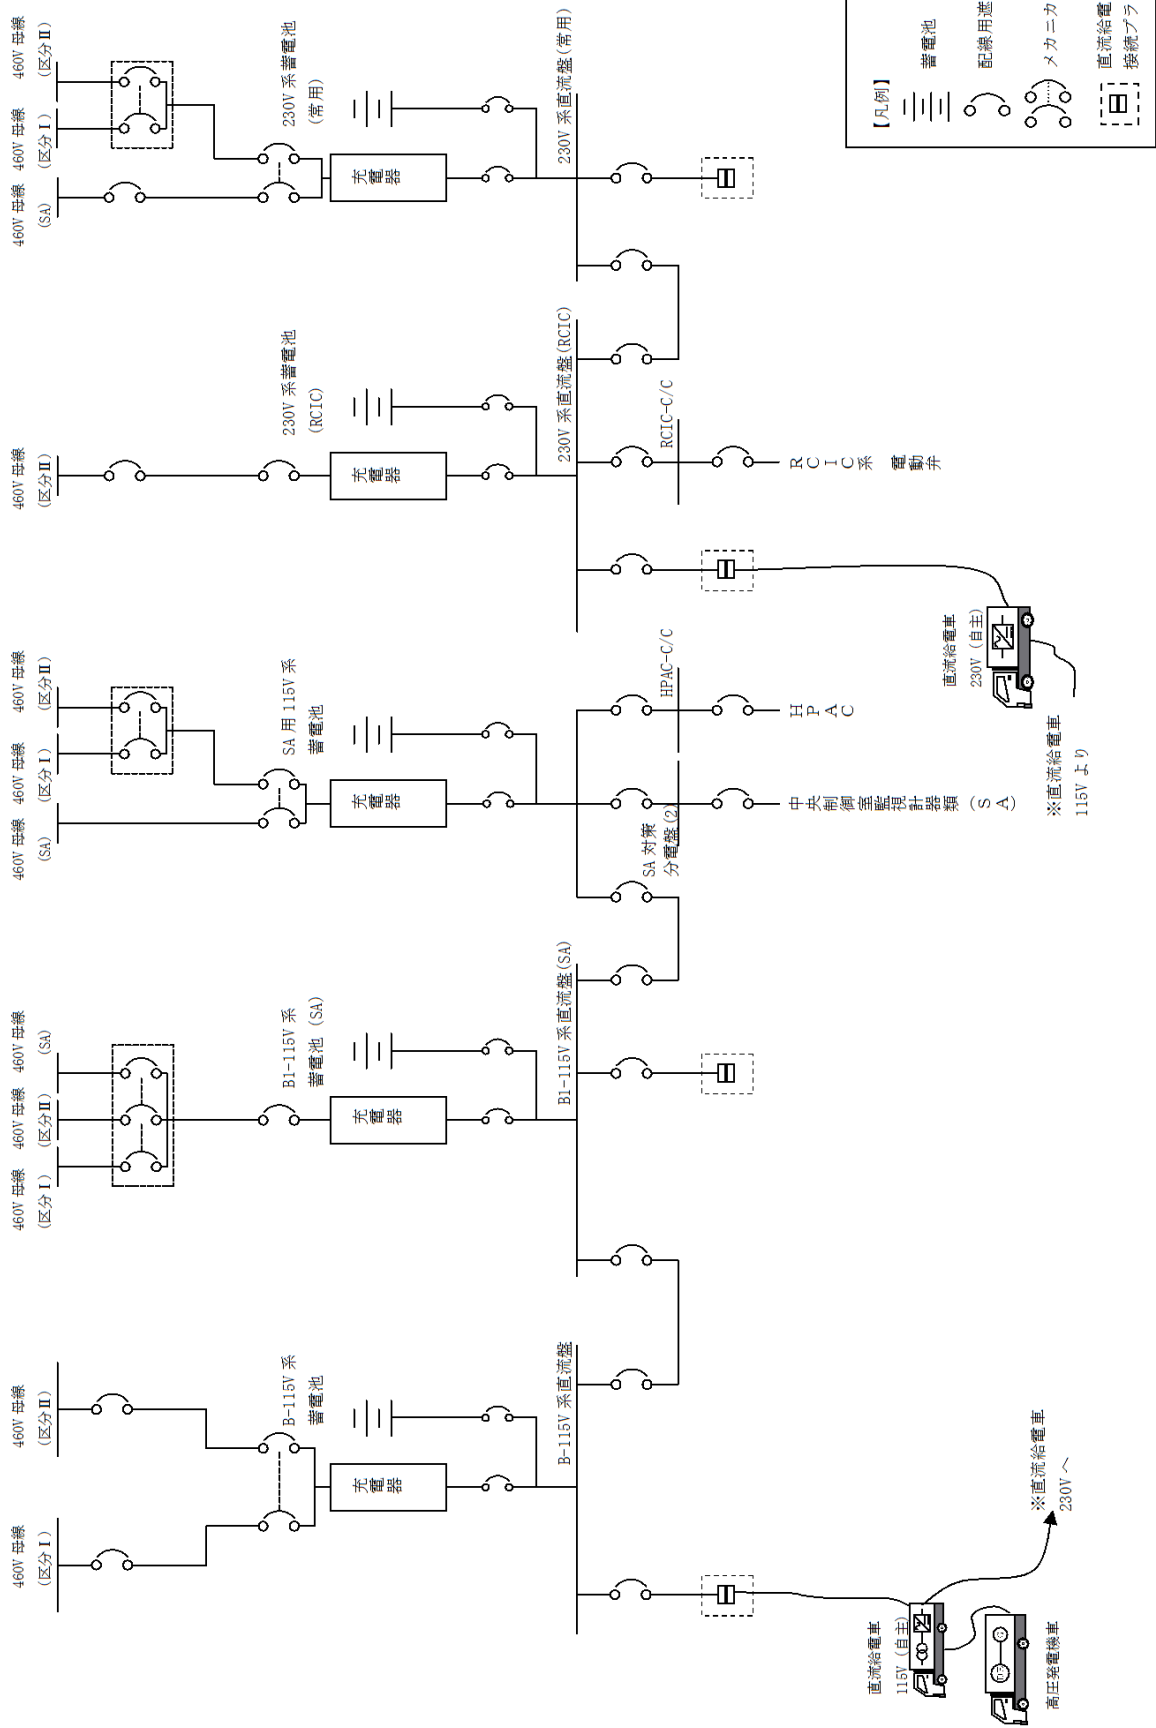 460V 母線
(区分Ⅰ)
460V 母線
(区分Ⅱ)
460V 母線
(区分Ⅰ)
460V 母線
(区分Ⅱ)
460V 母線
(SA)
460V 母線
(SA)
460V 母線
(区分Ⅰ)
460V 母線
(区分Ⅱ)
460V 母線
(区分Ⅱ)
460V 母線
(SA)
460V 母線
(区分Ⅰ)
460V 母線
(区分Ⅱ)
B-115V 系
蓄電池
B1-115V 系
蓄電池 (SA)
SA 用 115V 系
蓄電池
230V 系蓄電池
(RCIC)
230V 系蓄電池
(常用)
充電器
充電器
充電器
充電器
充電器
B-115V 系直流盤
B1-115V 系直流盤(SA)
230V 系直流盤(RCIC)
230V 系直流盤(常用)
SA 対策
分電盤(2)
HPAC-C/C
RCIC-C/C
中央制御室監視計器類(SA)
HPAC
RCIC系 電動弁
直流給電車
115V (自主)
高圧発電機車
※直流給電車
230V へ
直流給電車
230V (自主)
※直流給電車
115V より
【凡例】
蓄電池
配線用遮
メカニカ
直流給電
接続プラ